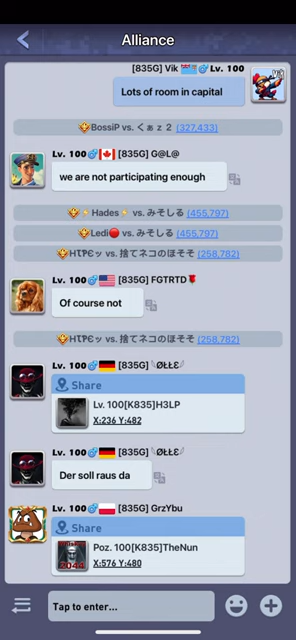 Alliance
[835G] Vik Lv. 100
Lots of room in capital
BossiP vs. くぁz2 (327,433)
Lv. 100 [835G] G@L@
we are not participating enough
Hades vs. みそしる (455,797)
Ledi vs. みそしる (455,797)
vs. 捨てネコのほそそ (258,782)
Lv. 100 [835G] FGTRTD
Of course not
vs. 捨てネコのほそそ (258,782)
Lv. 100 [835G] ØŁŁƐ
Share
Lv. 100[K835]H3LP
X:236 Y:482
Lv. 100 [835G] ØŁŁƐ
Der soll raus da
Lv. 100 [835G] GrzYbu
Share
Poz. 100[K835]TheNun
X:576 Y:480
Tap to enter...